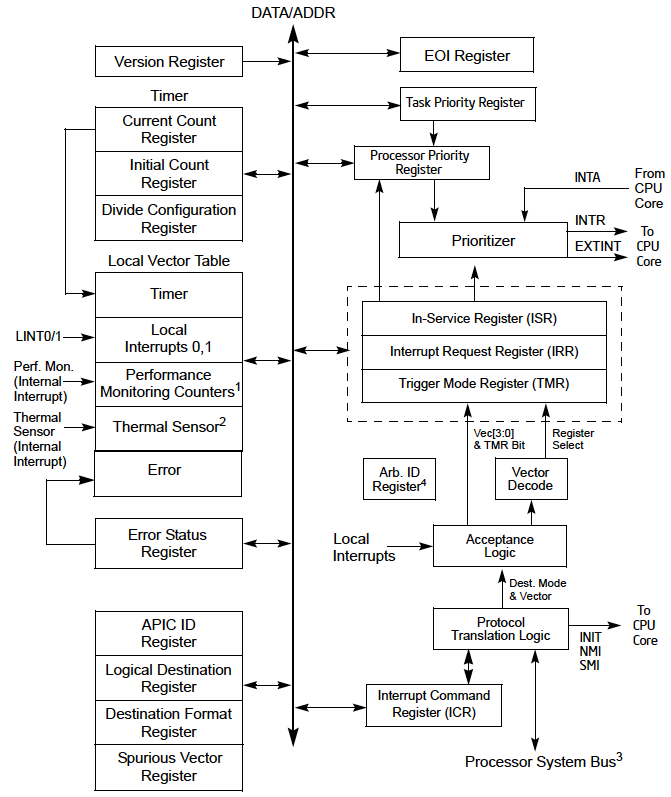 DATA/ADDR
Version Register
EOI Register
Timer
Current Count
Register
Initial Count
Register
Divide Configuration
Register
Task Priority Register
Processor Priority
Register
INTA
From
CPU
Core
Prioritizer
INTR
EXTINT
To
CPU
Core
Local Vector Table
Timer
LINT0/1
Local
Interrupts 0,1
Perf. Mon.
(Internal
Interrupt)
Performance
Monitoring Counters1
Thermal
Sensor
(Internal
Interrupt)
Thermal Sensor2
Error
In-Service Register (ISR)
Interrupt Request Register (IRR)
Trigger Mode Register (TMR)
Vec[3:0]
& TMR Bit
Register
Select
Arb. ID
Register4
Vector
Decode
Error Status
Register
Local
Interrupts
Acceptance
Logic
Dest. Mode
& Vector
Protocol
Translation Logic
INIT
NMI
SMI
To
CPU
Core
APIC ID
Register
Logical Destination
Register
Destination Format
Register
Spurious Vector
Register
Interrupt Command
Register (ICR)
Processor System Bus3